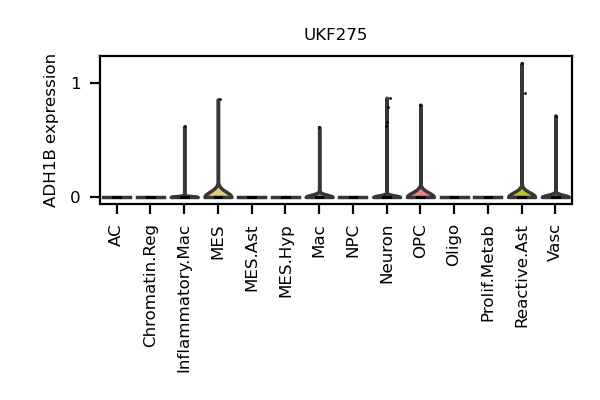 UKF275
ADH1B expression
1
0
AC
Chromatin.Reg
Inflammatory.Mac
MES
MES.Ast
MES.Hyp
Mac
NPC
Neuron
OPC
Oligo
Prolif.Metab
Reactive.Ast
Vasc